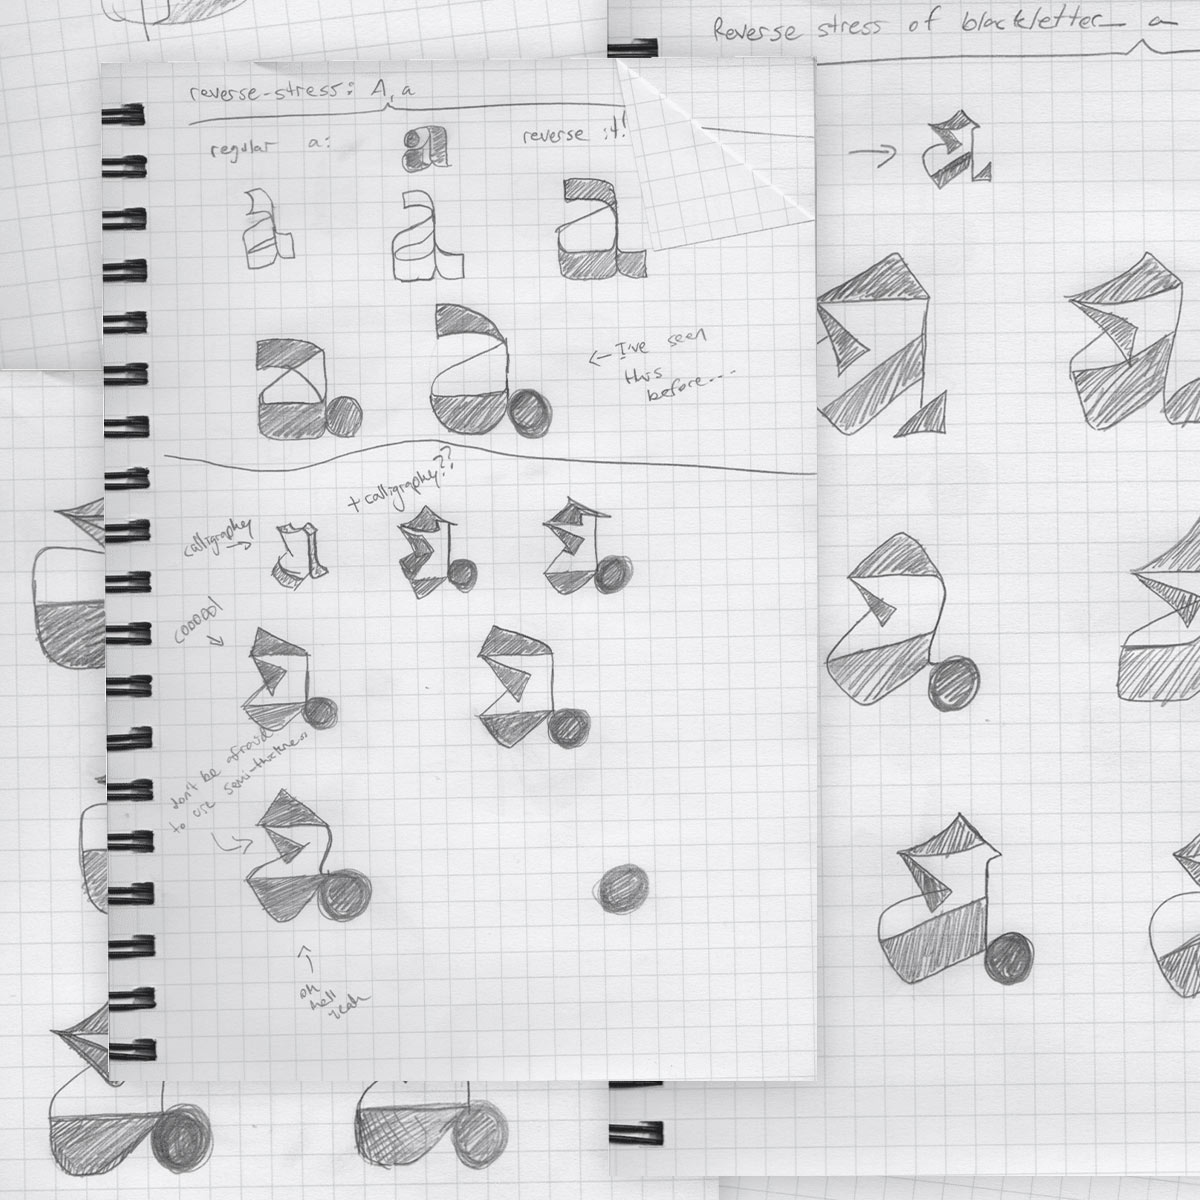 Reverse stress of blackletter a
reverse-stress: A, a
regular a:
reverse it!
←I've seen
this
before---
+calligraphy??
calligraphy
→
cooool
don't be afraid
to use semi-thickness
oh
hell
yeah